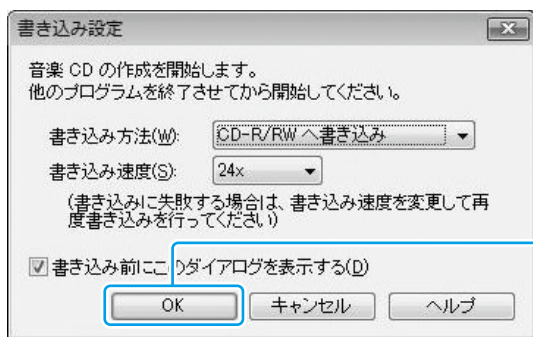 書き込み設定
音楽 CD の作成を開始します。
他のプログラムを終了させてから開始してください。
書き込み方法(W): CD-R/RW へ書き込み
書き込み速度(S): 24x
(書き込みに失敗する場合は、書き込み速度を変更して再
度書き込みを行ってください)
書き込み前にこのダイアログを表示する(D)
OK キャンセル ヘルプ